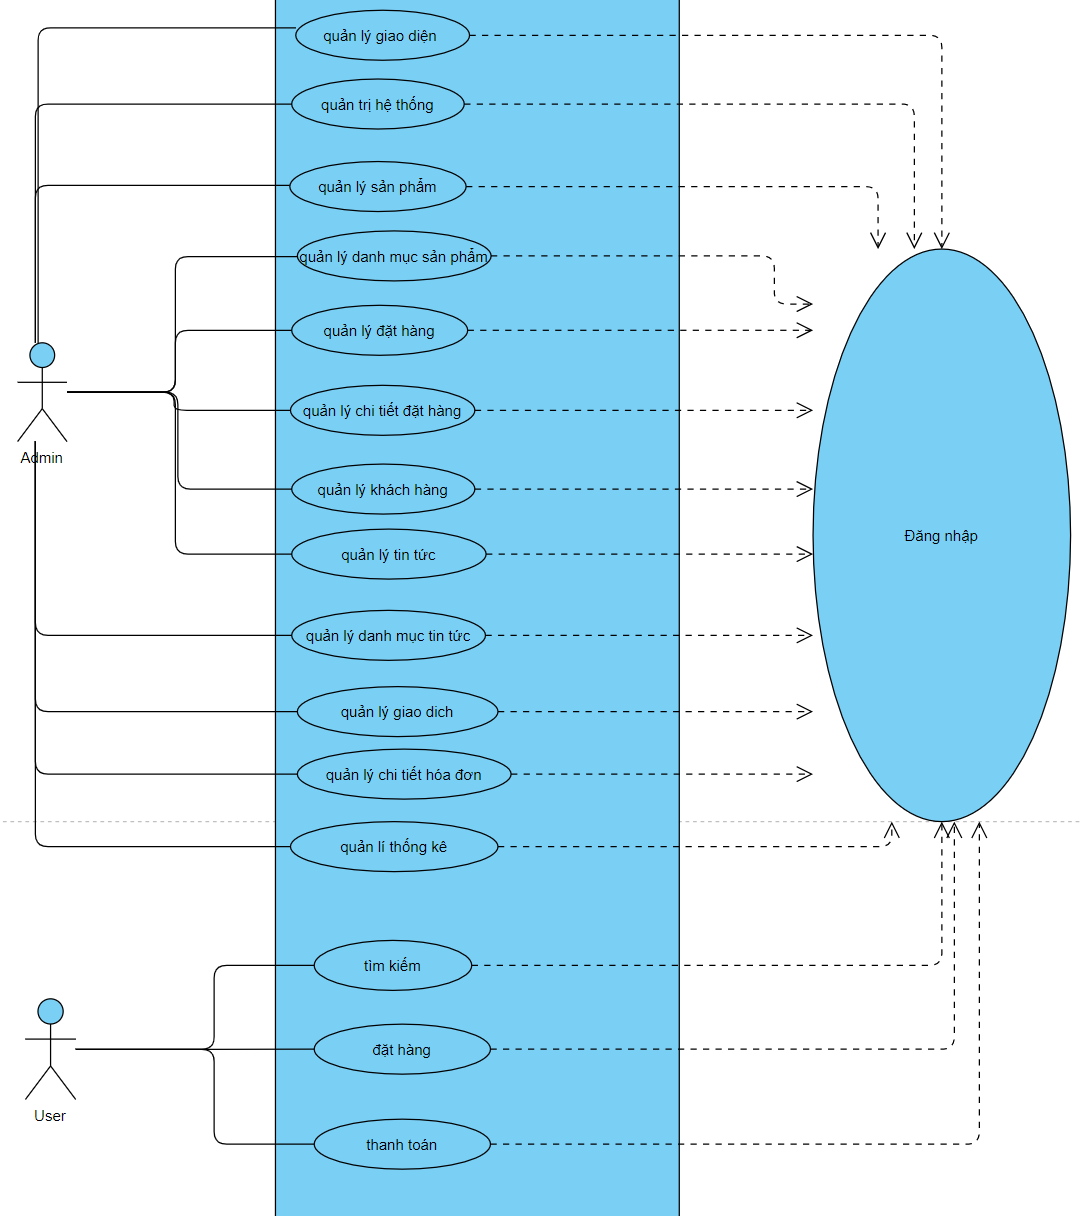 quản lý giao diện
quản trị hệ thống
quản lý sản phẩm
quản lý danh mục sản phẩm
quản lý đặt hàng
quản lý chi tiết đặt hàng
Admin
quản lý khách hàng
Đăng nhập
quản lý tin tức
quản lý danh mục tin tức
quản lý giao dich
quản lý chi tiết hóa đơn
quản lí thống kê
tìm kiếm
đặt hàng
User
thanh toán